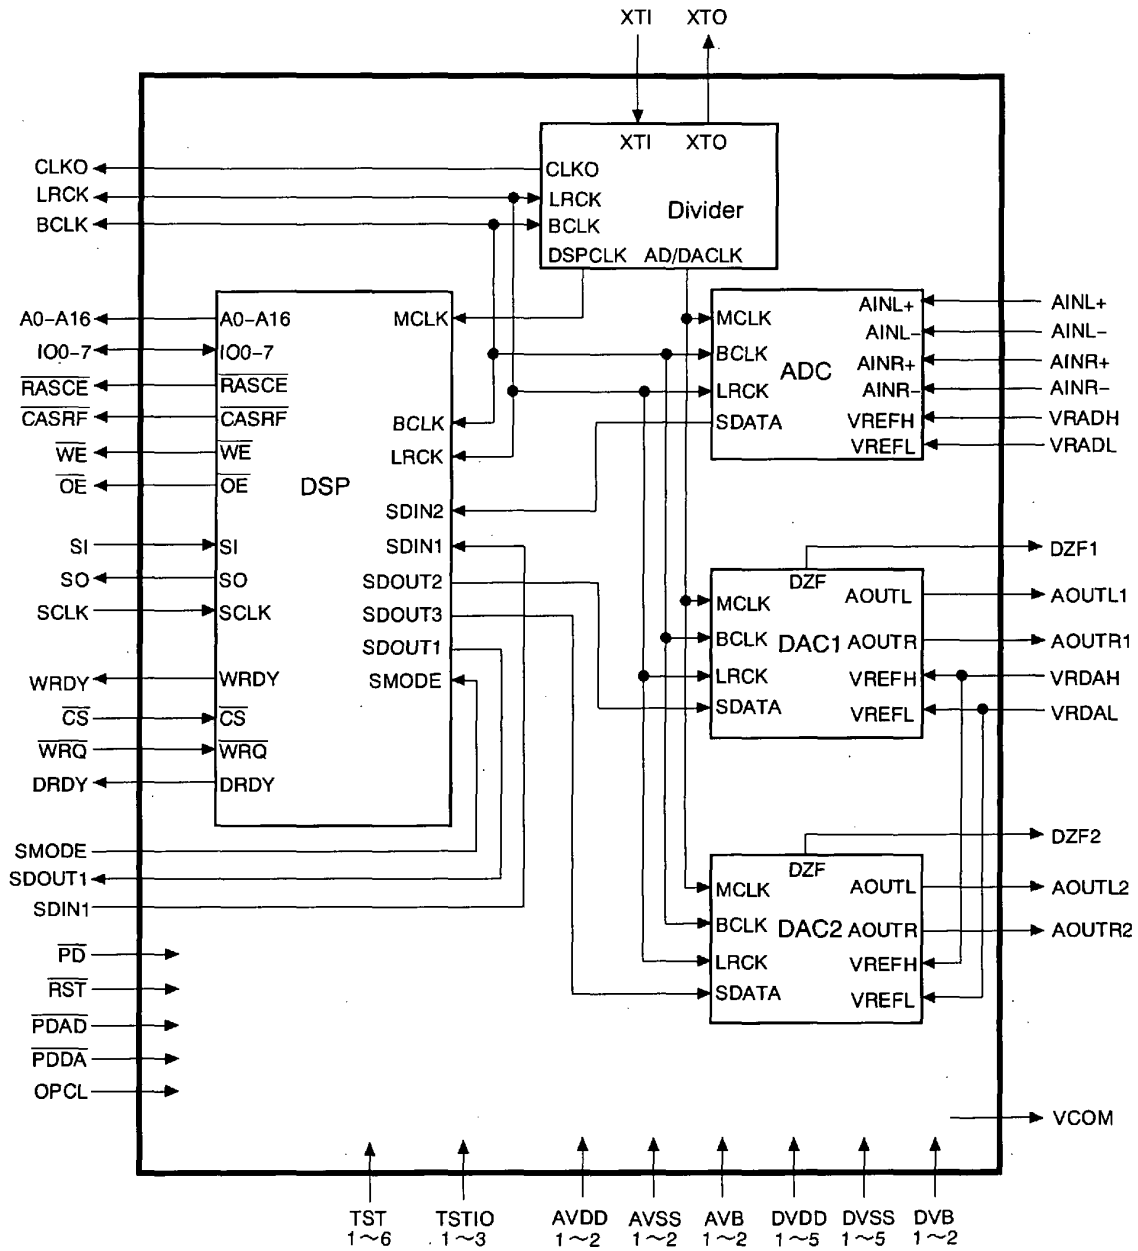 XTI XTO
XTI XTO
CLKO CLKO
LRCK LRCK
Divider
BCLK BCLK
DSPCLK AD/DACLK
A0-A16 A0-A16 MCLK MCLK AINL+ AINL+
AINL- AINL-
IO0-7 IO0-7 BCLK ADC AINR+ AINR+
RASCE RASCE LRCK AINR- AINR-
CASRF CASRF BCLK SDATA VREFH VRADH
WE WE LRCK VREFL VRADL
OE OE DSP
SDIN2
SI SI SDIN1 DZF1
SO SO SDOUT2 DZF
SCLK SCLK SDOUT3 MCLK AOUTL AOUTL1
SDOUT1 BCLK DAC1 AOUTR AOUTR1
WRDY WRDY SMODE LRCK VREFH VRDAH
CS CS SDATA VREFL VRDAL
WRQ WRQ
DRDY DRDY
SMODE DZF2
SDOUT1 DZF
MCLK AOUTL AOUTL2
SDIN1
BCLK DAC2 AOUTR AOUTR2
PD LRCK VREFH
RST SDATA VREFL
PDAD
PDDA
OPCL
VCOM
TST TSTIO AVDD AVSS AVB DVDD DVSS DVB
1~6 1~3 1~2 1~2 1~2 1~5 1~5 1~2